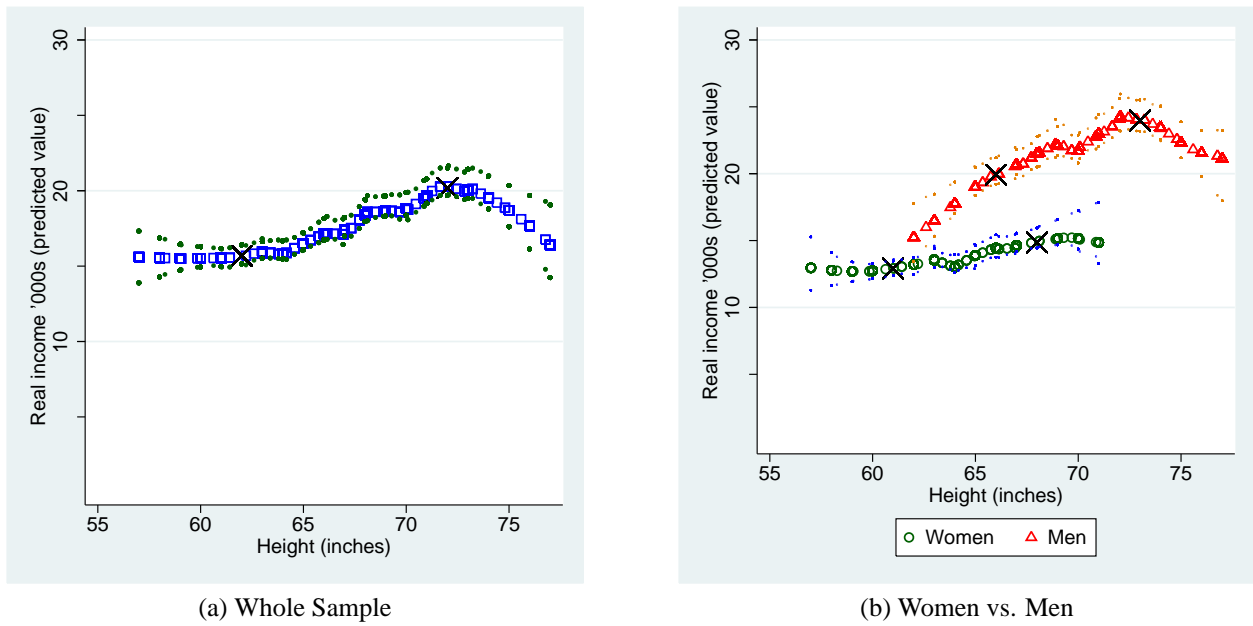 Real income ’000s (predicted value)
30
20
10
55 60 65 70 75
Height (inches)
(a) Whole Sample
Real income ’000s (predicted value)
30
20
10
55 60 65 70 75
Height (inches)
Women Men
(b) Women vs. Men